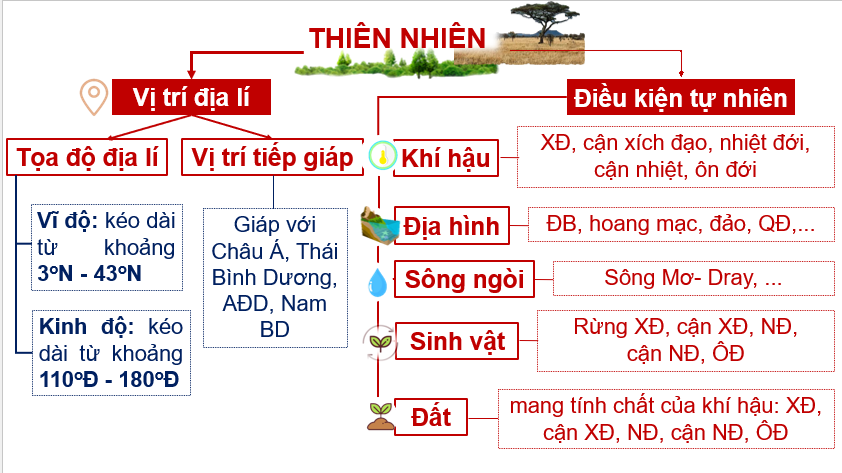 THIÊN NHIÊN
Vị trí địa lí
Tọa độ địa lí
Vĩ độ: kéo dài
từ khoảng
3ºN - 43ºN
Kinh độ: kéo
dài từ khoảng
110ºĐ - 180ºĐ
Vị trí tiếp giáp
Giáp với
Châu Á, Thái
Bình Dương,
AĐD, Nam
BD
Điều kiện tự nhiên
Khí hậu
XĐ, cận xích đạo, nhiệt đới,
cận nhiệt, ôn đới
Địa hình
ĐB, hoang mạc, đảo, QĐ,...
Sông ngòi
Sông Mơ- Dray, ...
Sinh vật
Rừng XĐ, cận XĐ, NĐ,
cận NĐ, ÔĐ
Đất
mang tính chất của khí hậu: XĐ,
cận XĐ, NĐ, cận NĐ, ÔĐ